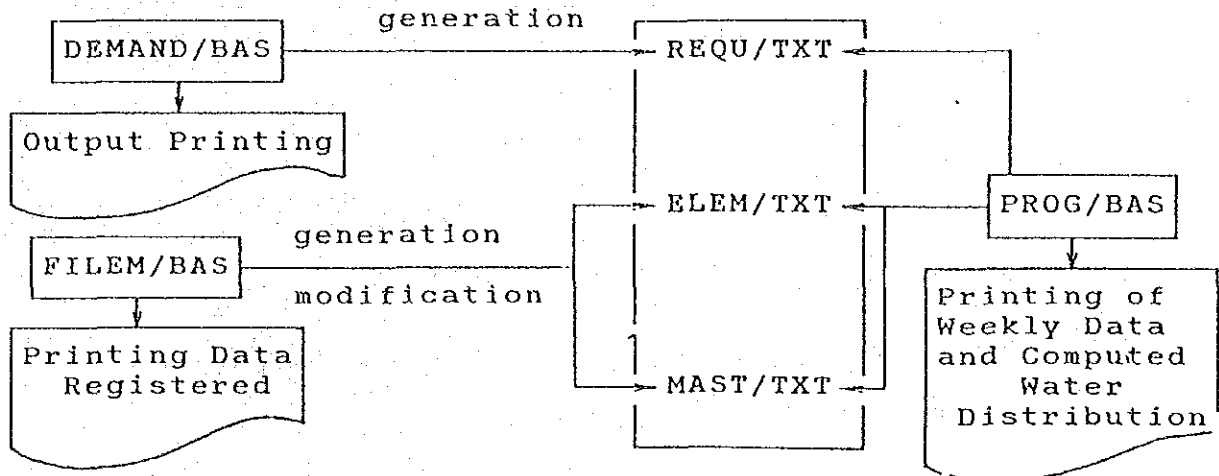 generation
DEMAND/BAS
REQU/TXT
Output Printing
ELEM/TXT
PROG/BAS
generation
FILEM/BAS
modification
Printing Data
Registered
MAST/TXT
Printing of
Weekly Data
and Computed
Water
Distribution